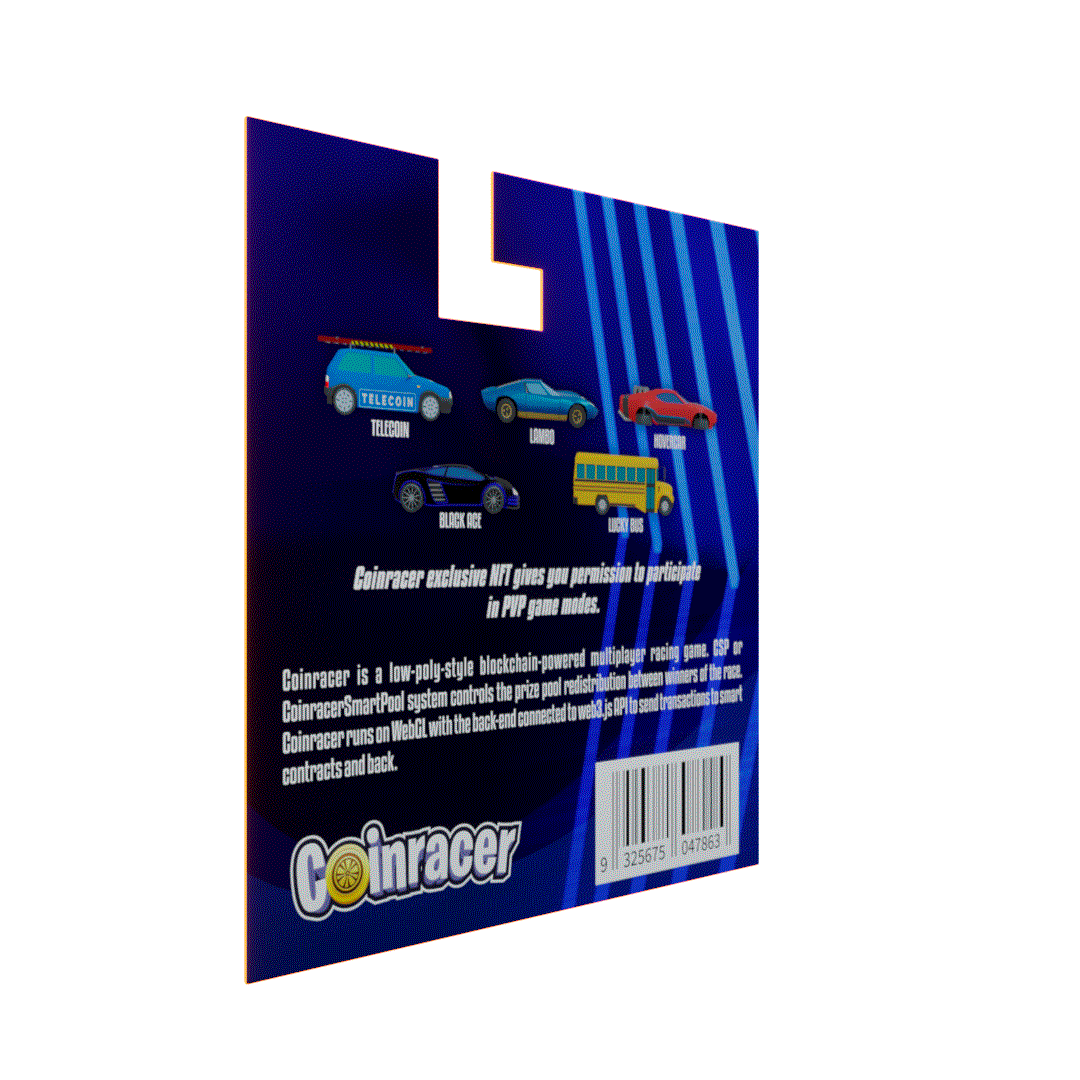 TELECOIN
TELECOIN
LAMBO
HOVERCAR
BLACK ACE
LUCKY BUS
Coinracer exclusive NFT gives you permission to participate
in PVP game modes.
Coinracer is a low-poly-style blockchain-powered multiplayer racing game. CSP or
CoinracerSmartPool system controls the prize pool redistribution between winners of the race.
Coinracer runs on WebGL with the back-end connected to web3.js API to send transections to smart
contracts and back.
Coinracer
9 325675 047863